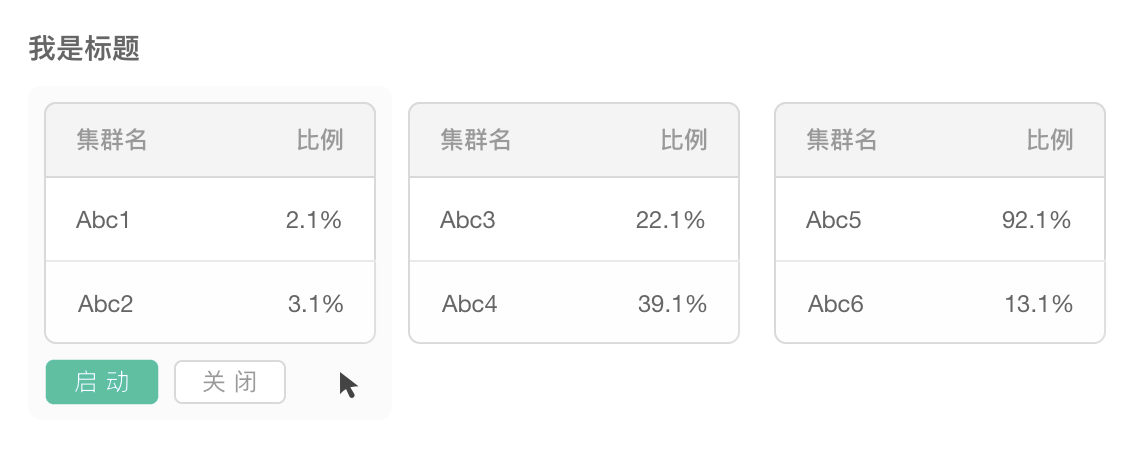 我是标题
集群名 比例 集群名 比例 集群名 比例
Abc1 2.1% Abc3 22.1% Abc5 92.1%
Abc2 3.1% Abc4 39.1% Abc6 13.1%
启动 关闭